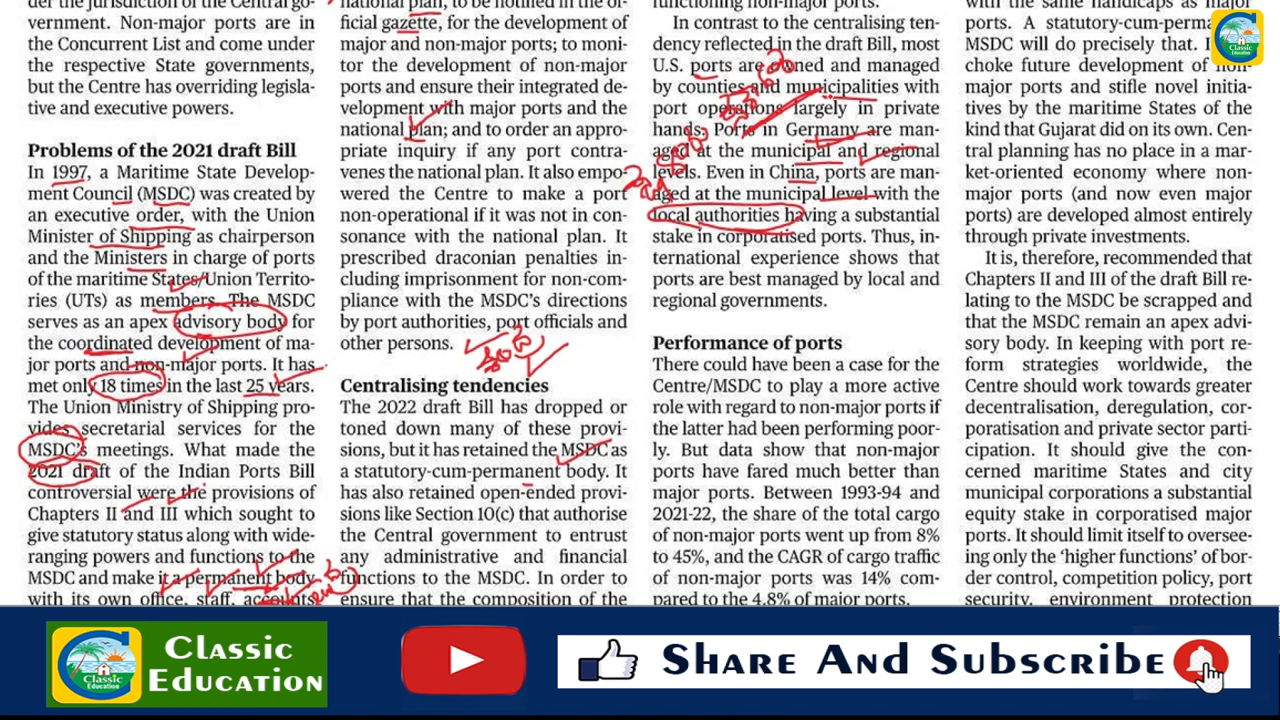 der the jurisdiction of the Central go-
vernment. Non-major ports are in
the Concurrent List and come under
the respective State governments,
but the Centre has overriding legisla-
tive and executive powers.
Problems of the 2021 draft Bill
In 1997, a Maritime State Develop-
ment Council (MSDC) was created by
an executive order, with the Union
Minister of Shipping as chairperson
and the Ministers in charge of ports
of the maritime States/Union Territo-
ries (UTs) as members. The MSDC
serves as an apex advisory body for
the coordinated development of ma-
jor ports and non-major ports. It has
met only 18 times in the last 25 years.
The Union Ministry of Shipping pro-
vides secretarial services for the
MSDC's meetings. What made the
2021 draft of the Indian Ports Bill
controversial were the provisions of
Chapters II and III which sought to
give statutory status along with wide-
ranging powers and functions to the
MSDC and make it a permanent body
with its own office, staff, accounts
national plan, to be notified in the of-
ficial gazette, for the development of
major and non-major ports; to moni-
tor the development of non-major
ports and ensure their integrated de-
velopment with major ports and the
national plan; and to order an appro-
priate inquiry if any port contra-
venes the national plan. It also empo-
wered the Centre to make a port
non-operational if it was not in con-
sonance with the national plan. It
prescribed draconian penalties in-
cluding imprisonment for non-com-
pliance with the MSDC's directions
by port authorities, port officials and
other persons.
Centralising tendencies
The 2022 draft Bill has dropped or
toned down many of these provi-
sions, but it has retained the MSDC as
a statutory-cum-permanent body. It
has also retained open-ended provi-
sions like Section 10(c) that authorise
the Central government to entrust
any administrative and financial
functions to the MSDC. In order to
ensure that the composition of the
functioning non-major ports.
In contrast to the centralising ten-
dency reflected in the draft Bill, most
U.S. ports are owned and managed
by counties and municipalities with
port operations largely in private
hands. Ports in Germany are man-
aged at the municipal and regional
levels. Even in China, ports are man-
aged at the municipal level with the
local authorities having a substantial
stake in corporatised ports. Thus, in-
ternational experience shows that
ports are best managed by local and
regional governments.
Performance of ports
There could have been a case for the
Centre/MSDC to play a more active
role with regard to non-major ports if
the latter had been performing poor-
ly. But data show that non-major
ports have fared much better than
major ports. Between 1993-94 and
2021-22, the share of the total cargo
of non-major ports went up from 8%
to 45%, and the CAGR of cargo traffic
of non-major ports was 14% com-
pared to the 4.8% of major ports.
with the same handicaps as major
ports. A statutory-cum-perma
MSDC will do precisely that.
choke future development of non-
major ports and stifle novel initia-
tives by the maritime States of the
kind that Gujarat did on its own. Cen-
tral planning has no place in a mar-
ket-oriented economy where non-
major ports (and now even major
ports) are developed almost entirely
through private investments.
It is, therefore, recommended that
Chapters II and III of the draft Bill re-
lating to the MSDC be scrapped and
that the MSDC remain an apex advi-
sory body. In keeping with port re-
form strategies worldwide, the
Centre should work towards greater
decentralisation, deregulation, cor-
poratisation and private sector parti-
cipation. It should give the con-
cerned maritime States and city
municipal corporations a substantial
equity stake in corporatised major
ports. It should limit itself to oversee-
ing only the 'higher functions' of bor-
der control, competition policy, port
security, environment protection
Classic
Education
Classic
Education
Classic
Education
Share And Subscribe